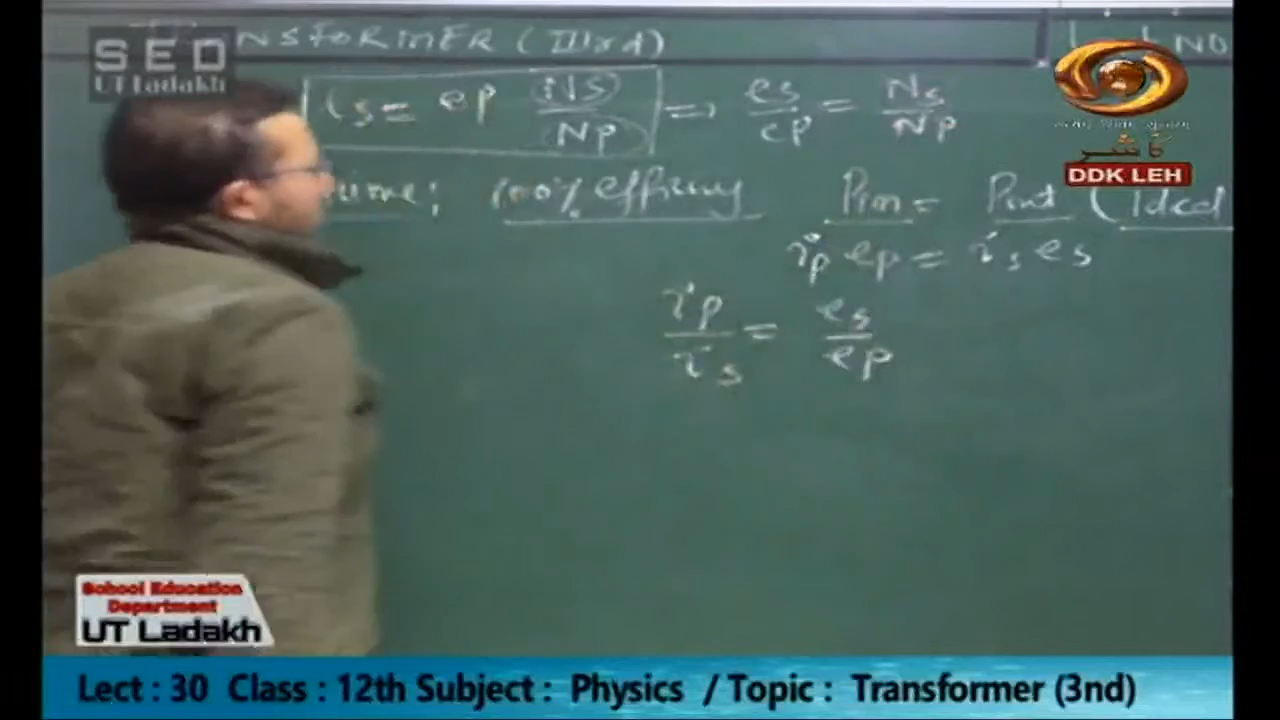 SED
UT Ladakh
TRANSFORMER (IIIrd)
es = ep Ns/Np => es/ep = Ns/Np
100% efficiency Pin = Pout (Ideal
ip ep = is es
ip/is = es/ep
DDK LEH
School Education
Department
UT Ladakh
Lect : 30 Class : 12th Subject : Physics / Topic : Transformer (3nd)